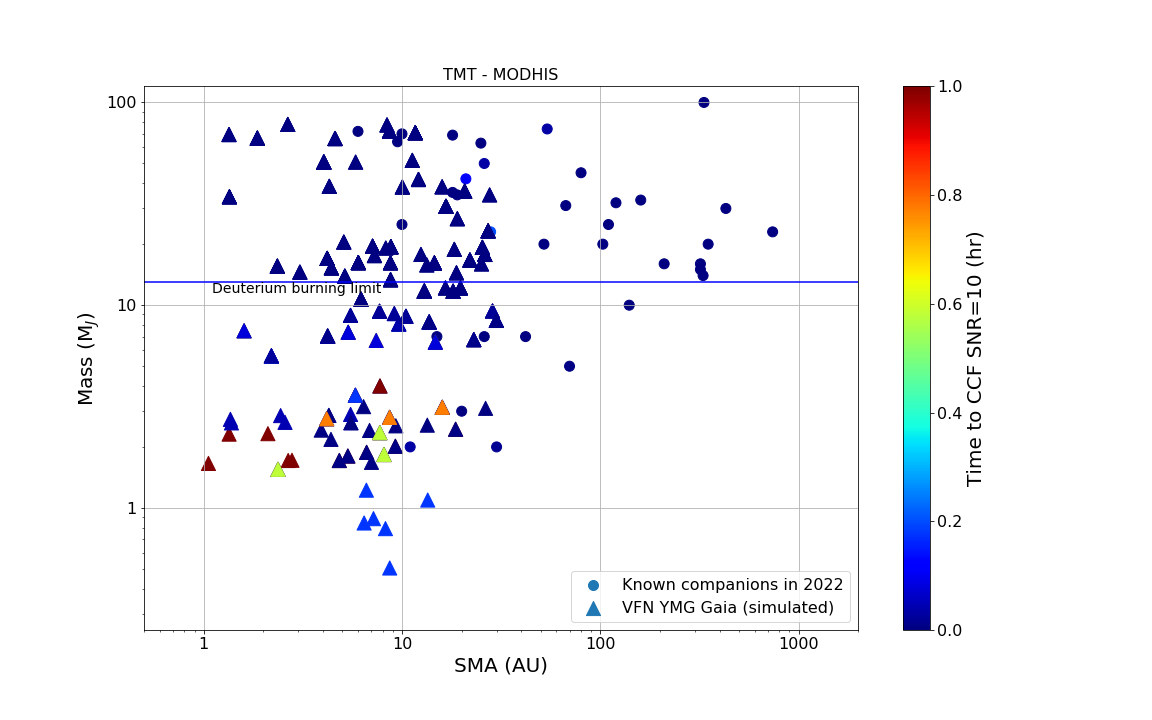 TMT - MODHIS
100
10
1
Mass (M_J)
Deuterium burning limit
Known companions in 2022
VFN YMG Gaia (simulated)
1
10
100
1000
SMA (AU)
1.0
0.8
0.6
0.4
0.2
0.0
Time to CCF SNR=10 (hr)